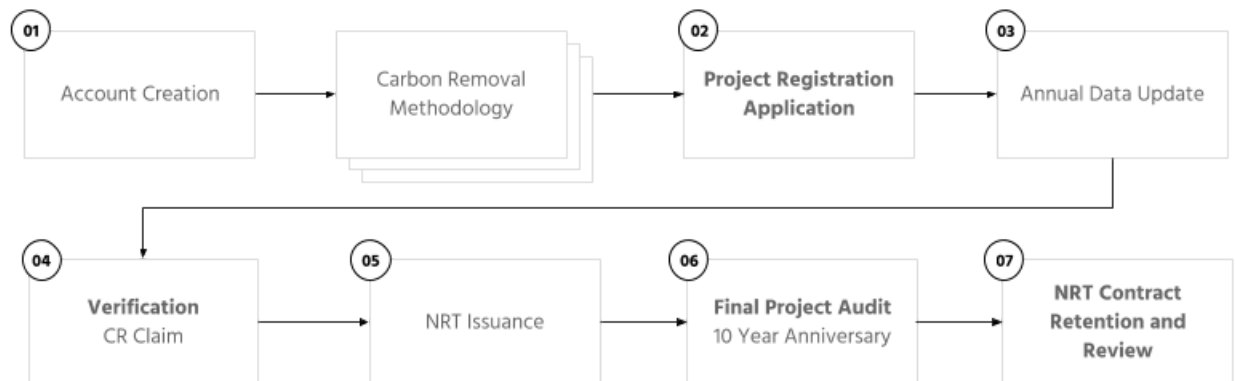 01
Account Creation
Carbon Removal
Methodology
02
Project Registration
Application
03
Annual Data Update
04
Verification
CR Claim
05
NRT Issuance
06
Final Project Audit
10 Year Anniversary
07
NRT Contract
Retention and
Review